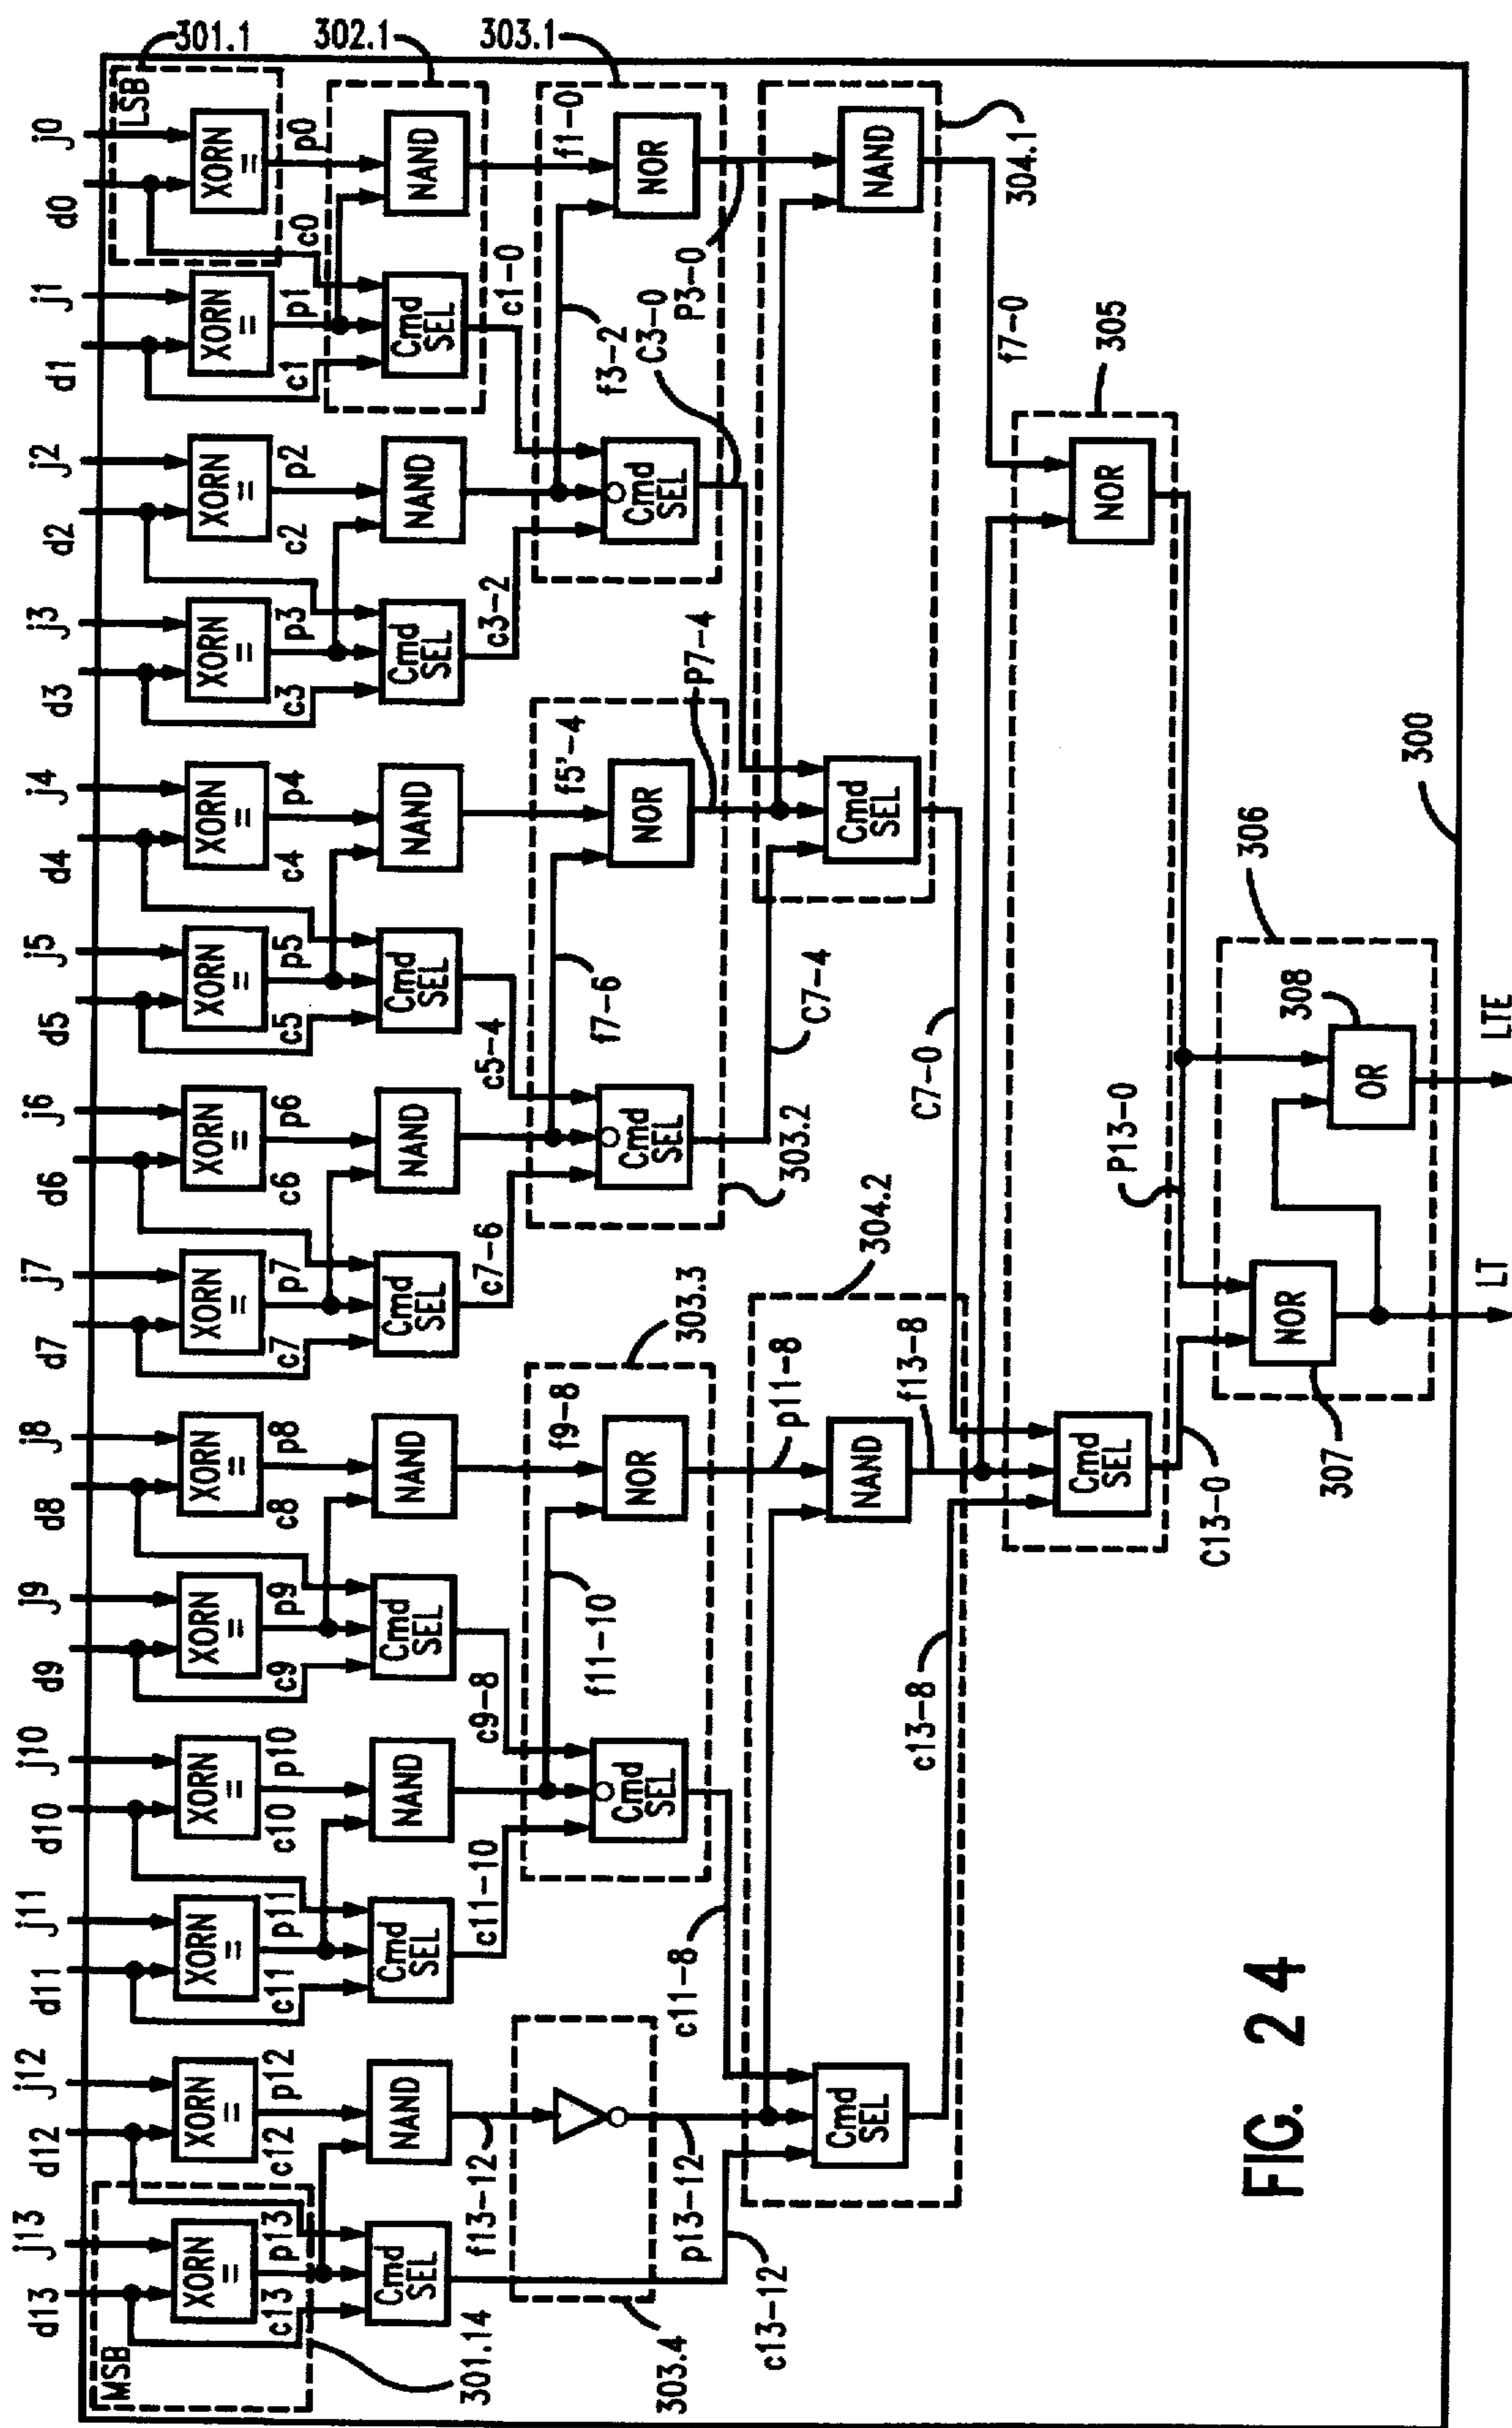 d13 j13 d12 j12 d11 j11 d10 j10 d9 j9 d8 j8 d7 j7 d6 j6 d5 j5 d4 j4 d3 j3 d2 j2 d1 j1 d0 j0
MSB LSB
301.1
XORN = XORN = XORN = XORN = XORN = XORN = XORN = XORN = XORN = XORN = XORN = XORN = XORN = XORN =
c13 p13 c12 p12 c11 p11 c10 p10 c9 p9 c8 p8 c7 p7 c6 p6 c5 p5 c4 p4 c3 p3 c2 p2 c1 p1 c0 p0
302.1
Cmd SEL NAND Cmd SEL NAND Cmd SEL NAND Cmd SEL NAND Cmd SEL NAND Cmd SEL NAND Cmd SEL NAND
301.14
f13-12 c11-10 c9-8 c7-6 c5-4 c3-2 c1-0
303.1
f9-8 f5'-4 f1-0
f11-10 f7-6 f3-2
Cmd SEL NOR Cmd SEL NOR Cmd SEL NOR
303.4
p13-12 c11-8 303.3 303.2 P7-4 C3-0 P3-0
c13-12 p11-8 304.2 C7-4
Cmd SEL NAND Cmd SEL NAND
f13-8
c13-8 C7-0 f7-0 304.1
Cmd SEL NOR
305
P13-0
C13-0
306
NOR OR
307 308
300
LT LTE
FIG. 24